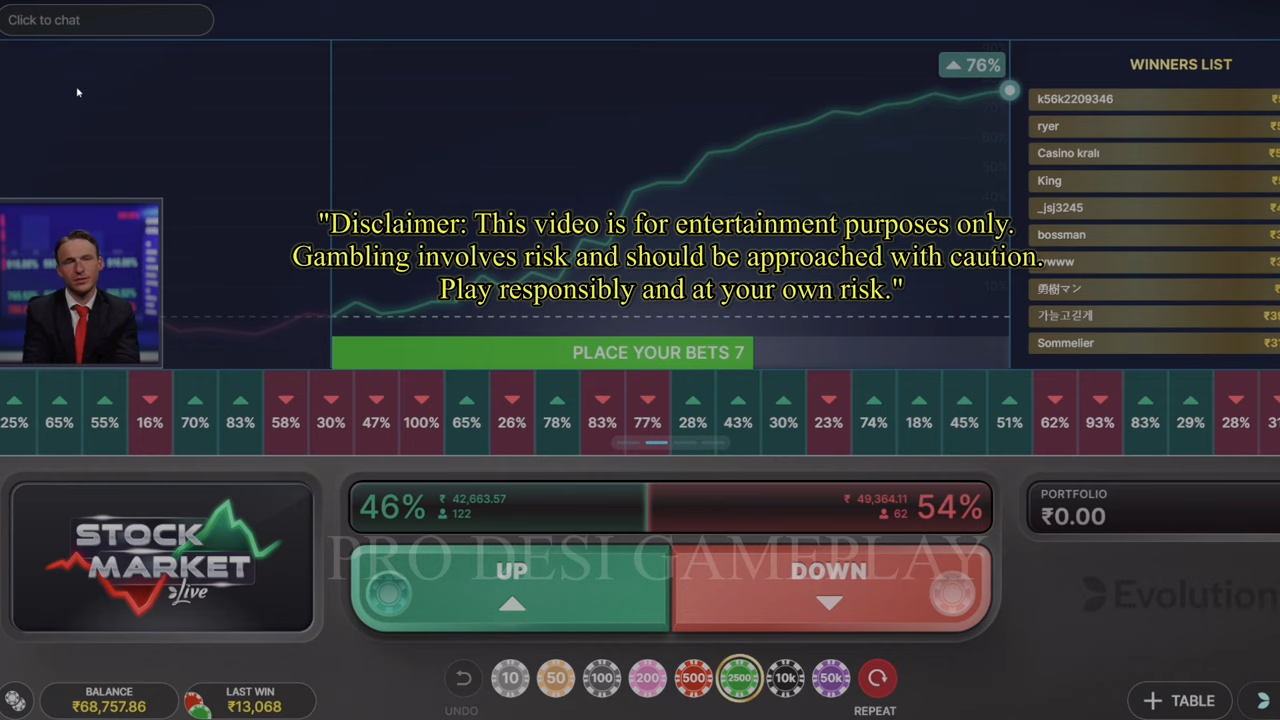 Click to chat
76%
WINNERS LIST
k56k2209346
ryer
Casino kralı
King
_jsj3245
bossman
勇樹マン
가늘고길게
Sommelier
"Disclaimer: This video is for entertainment purposes only.
Gambling involves risk and should be approached with caution.
Play responsibly and at your own risk."
PLACE YOUR BETS 7
25% 65% 55% 16% 70% 83% 58% 30% 47% 100% 65% 26% 78% 83% 77% 28% 43% 30% 23% 74% 18% 45% 51% 62% 93% 83% 29% 28%
STOCK
MARKET
Live
46% ₹ 42,663.57
122
₹ 49,364.11
62 54%
PORTFOLIO
₹0.00
PRO DESI GAMEPLAY
UP
DOWN
Evolution
10 50 100 200 500 2500 10k 50k
UNDO
REPEAT
BALANCE
₹68,757.86
LAST WIN
₹13,068
TABLE